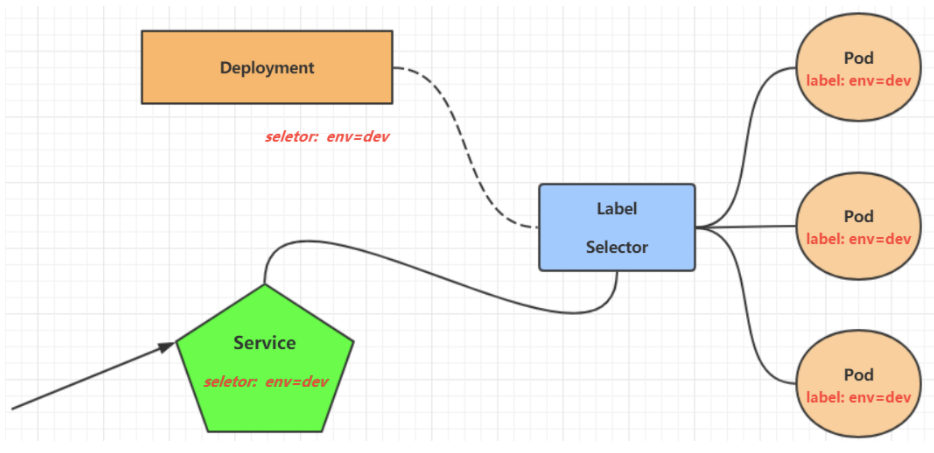 Deployment
seletor: env=dev
Label
Selector
Service
seletor: env=dev
Pod
label: env=dev
Pod
label: env=dev
Pod
label: env=dev